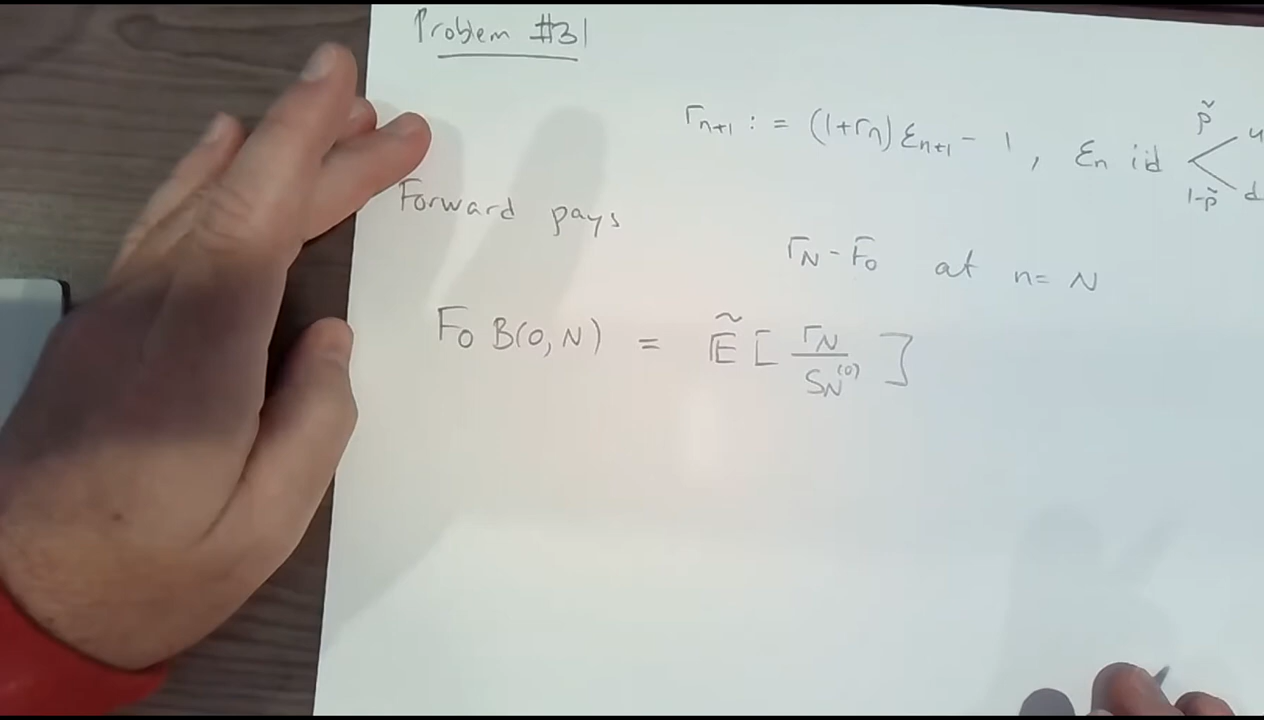 Problem #31
r_{n+1} := (1+r_n) ε_{n+1} - 1 , ε_n iid < p̃ u
1-p̃ d
Forward pays
r_N - F_0 at n = N
F_0 B(0,N) = Ẽ [ r_N / S_N^{(0)} ]